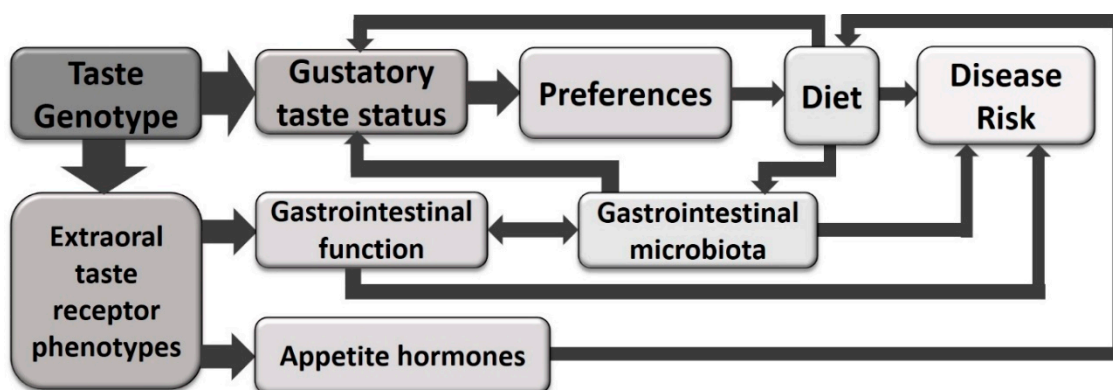 Taste
Genotype
Gustatory
taste status
Preferences
Diet
Disease
Risk
Extraoral
taste
receptor
phenotypes
Gastrointestinal
function
Gastrointestinal
microbiota
Appetite hormones